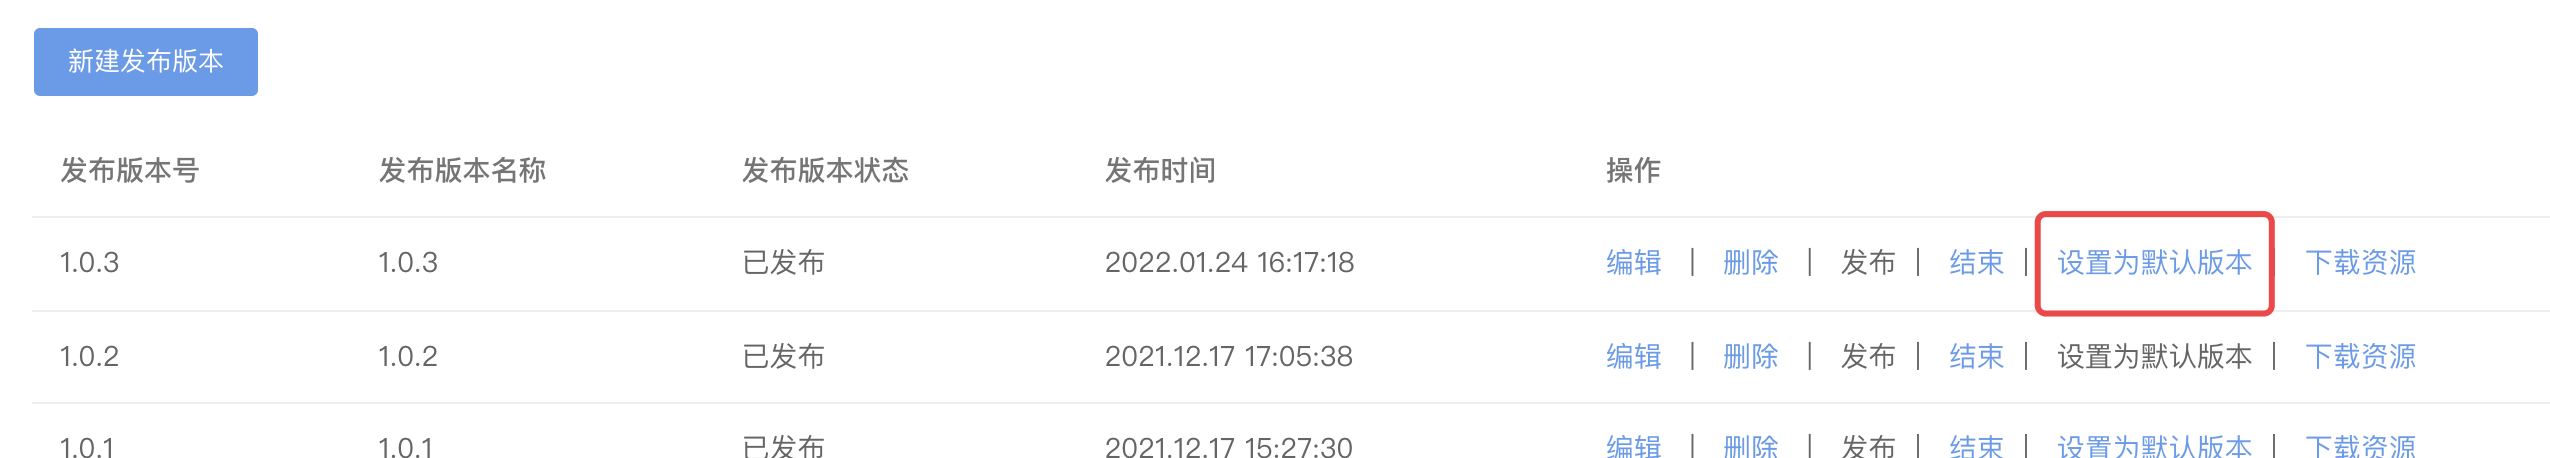 新建发布版本
发布版本号 发布版本名称 发布版本状态 发布时间 操作
1.0.3 1.0.3 已发布 2022.01.24 16:17:18 编辑 | 删除 | 发布 | 结束 | 设置为默认版本 | 下载资源
1.0.2 1.0.2 已发布 2021.12.17 17:05:38 编辑 | 删除 | 发布 | 结束 | 设置为默认版本 | 下载资源
1.0.1 1.0.1 已发布 2021.12.17 15:27:30 编辑 | 删除 | 发布 | 结束 | 设置为默认版本 | 下载资源